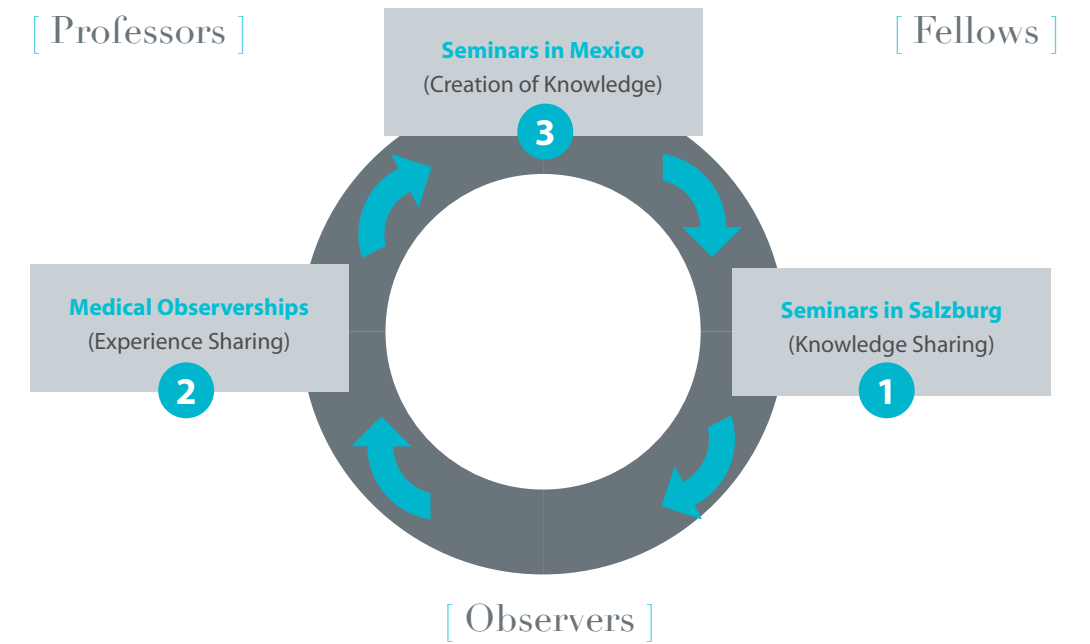 [ Professors ]
[ Fellows ]
Seminars in Mexico
(Creation of Knowledge)
3
Medical Observerships
(Experience Sharing)
2
Seminars in Salzburg
(Knowledge Sharing)
1
[ Observers ]